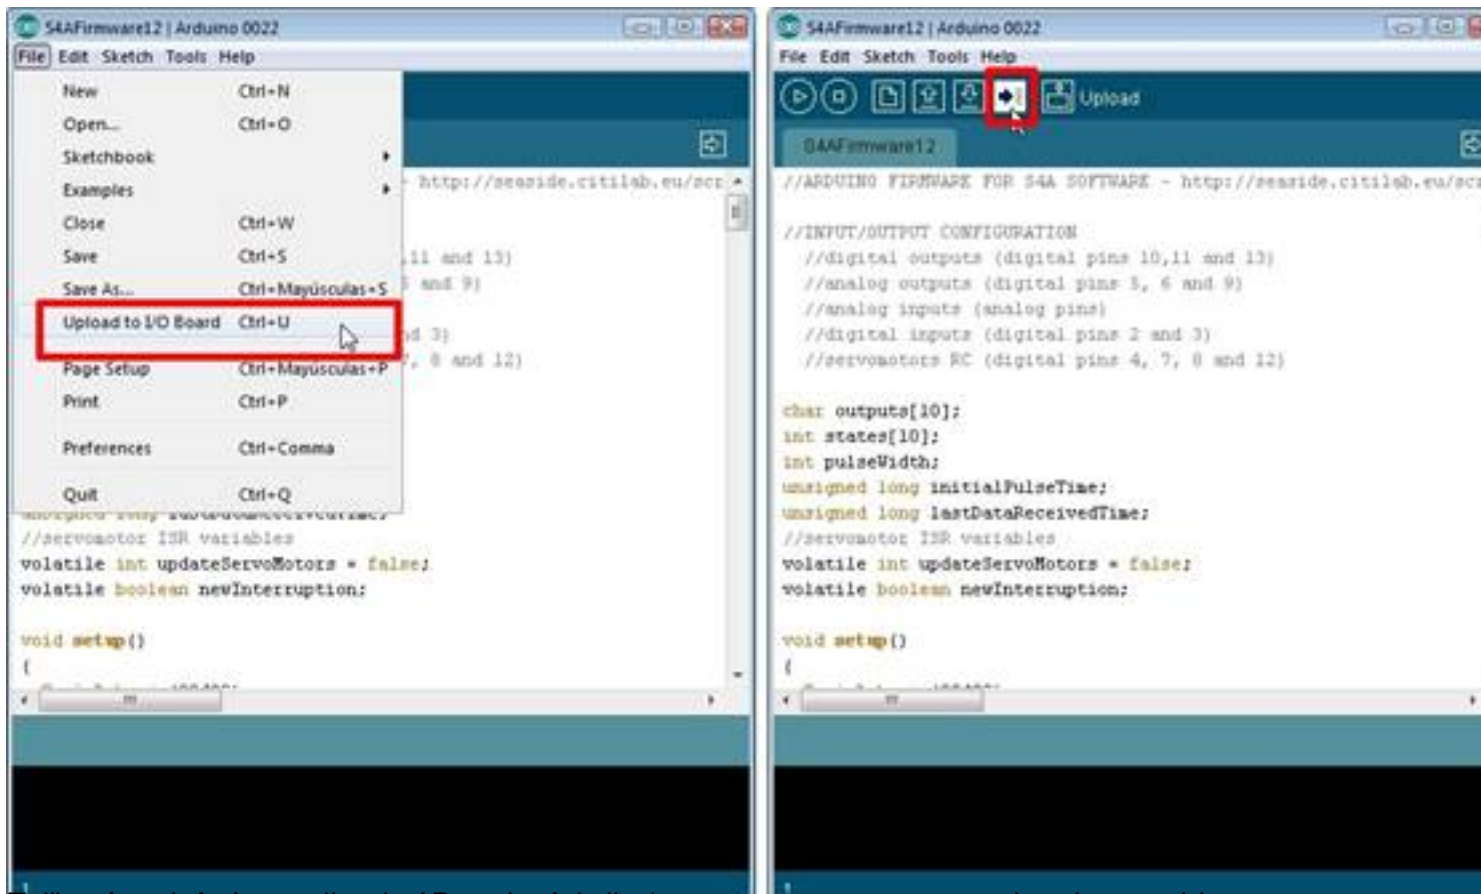 S4AFirmware12 | Arduino 0022
File Edit Sketch Tools Help
New Ctrl+N
Open... Ctrl+O
Sketchbook
Examples
Close Ctrl+W
Save Ctrl+S
Save As... Ctrl+Mayúsculas+S
Upload to I/O Board Ctrl+U
Page Setup Ctrl+Mayúsculas+P
Print Ctrl+P
Preferences Ctrl+Comma
Quit Ctrl+Q
- http://seaside.citilab.eu/scr
,11 and 13)
and 9)
3)
, 8 and 12)
//servomotor ISR variables
volatile int updateServoMotors = false;
volatile boolean newInterruption;
void setup()
{
S4AFirmware12 | Arduino 0022
File Edit Sketch Tools Help
Upload
S4AFirmware12
//ARDUINO FIRMWARE FOR S4A SOFTWARE - http://seaside.citilab.eu/scr
//INPUT/OUTPUT CONFIGURATION
//digital outputs (digital pins 10,11 and 13)
//analog outputs (digital pins 5, 6 and 9)
//analog inputs (analog pins)
//digital inputs (digital pins 2 and 3)
//servomotors RC (digital pins 4, 7, 8 and 12)
char outputs[10];
int states[10];
int pulseWidth;
unsigned long initialPulseTime;
unsigned long lastDataReceivedTime;
//servomotor ISR variables
volatile int updateServoMotors = false;
volatile boolean newInterruption;
void setup()
{
1
1